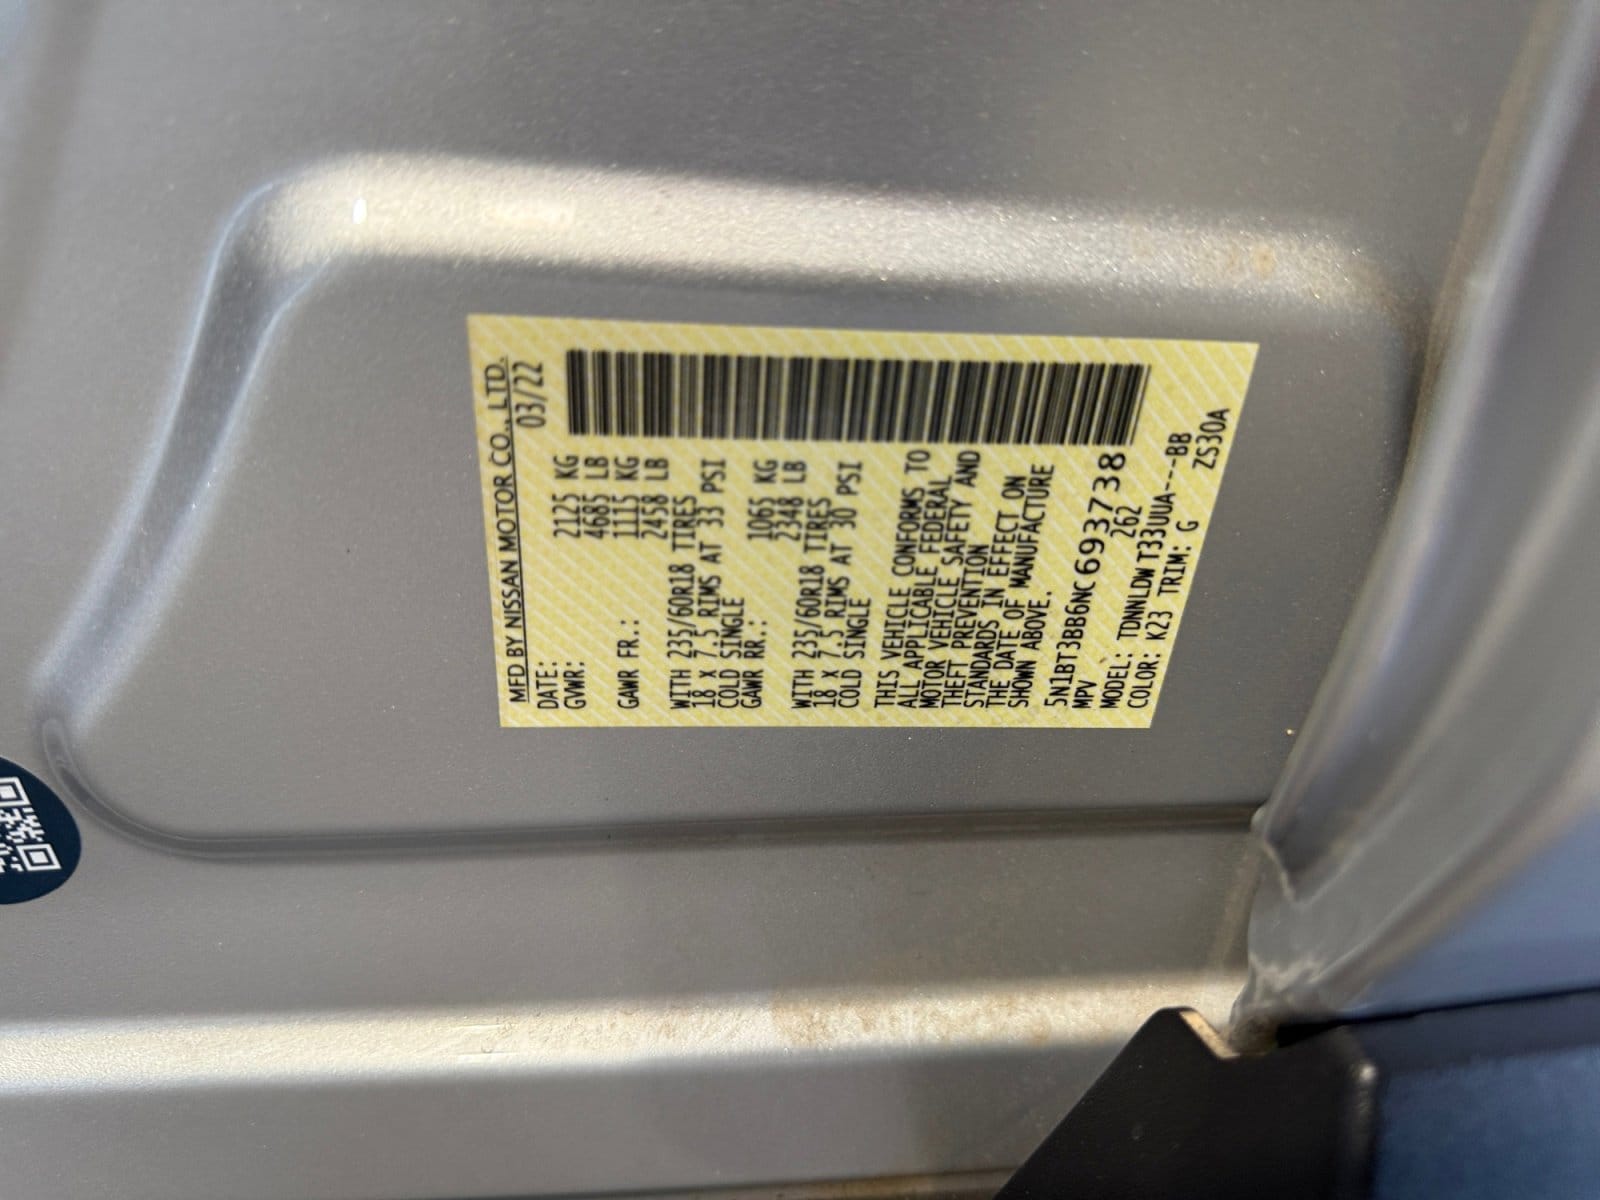 MFD BY NISSAN MOTOR CO., LTD.
DATE: 03/22
GVWR: 2125 KG
4685 LB
GAWR FR.: 1115 KG
2458 LB
WITH 235/60R18 TIRES
18 X 7.5 RIMS AT 33 PSI
COLD SINGLE
GAWR RR.: 1065 KG
2348 LB
WITH 235/60R18 TIRES
18 X 7.5 RIMS AT 30 PSI
COLD SINGLE
THIS VEHICLE CONFORMS TO
ALL APPLICABLE FEDERAL
MOTOR VEHICLE SAFETY AND
THEFT PREVENTION
STANDARDS IN EFFECT ON
THE DATE OF MANUFACTURE
SHOWN ABOVE.
5N1BT3BB6NC693738
MPV 262
MODEL: TDNNLDW T33UUA---BB
COLOR: K23 TRIM: G ZS30A